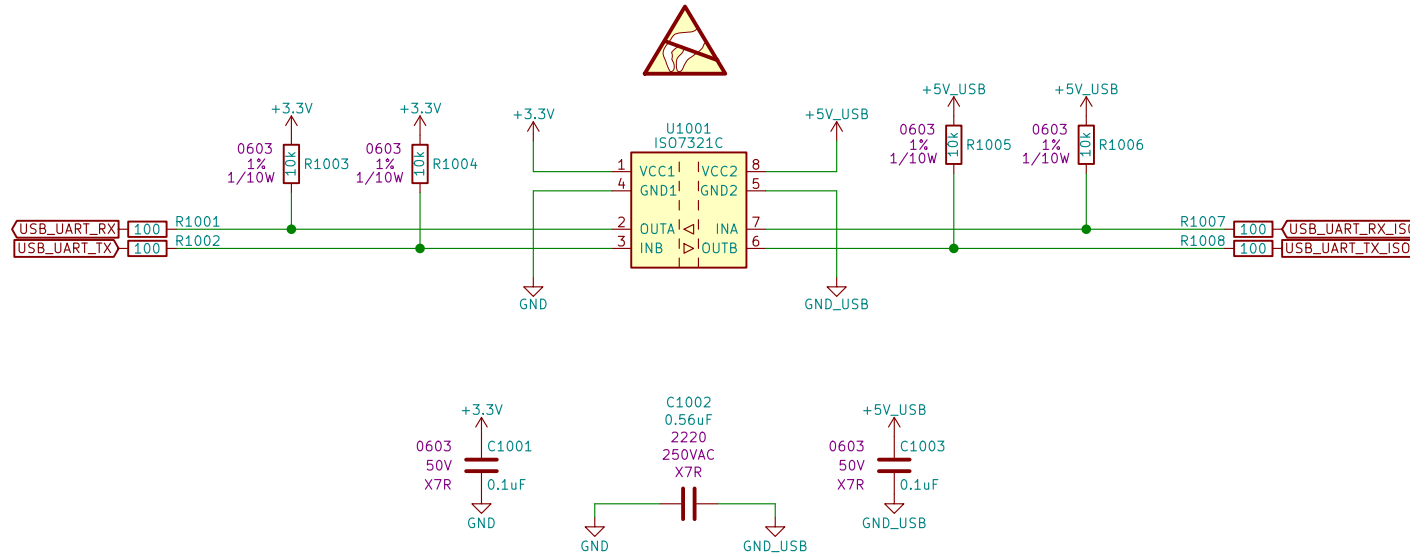 +3.3V
0603
1%
1/10W
10k
R1003
+3.3V
0603
1%
1/10W
10k
R1004
+3.3V
U1001
ISO7321C
+5V_USB
1 VCC1 VCC2 8
4 GND1 GND2 5
2 OUTA INA 7
3 INB OUTB 6
GND
GND_USB
+5V_USB
0603
1%
1/10W
10k
R1005
+5V_USB
0603
1%
1/10W
10k
R1006
USB_UART_RX 100 R1001
USB_UART_TX 100 R1002
R1007 100 USB_UART_RX_ISO
R1008 100 USB_UART_TX_ISO
+3.3V
0603 C1001
50V
X7R 0.1uF
GND
C1002
0.56uF
2220
250VAC
X7R
GND
GND_USB
+5V_USB
0603 C1003
50V
X7R 0.1uF
GND_USB